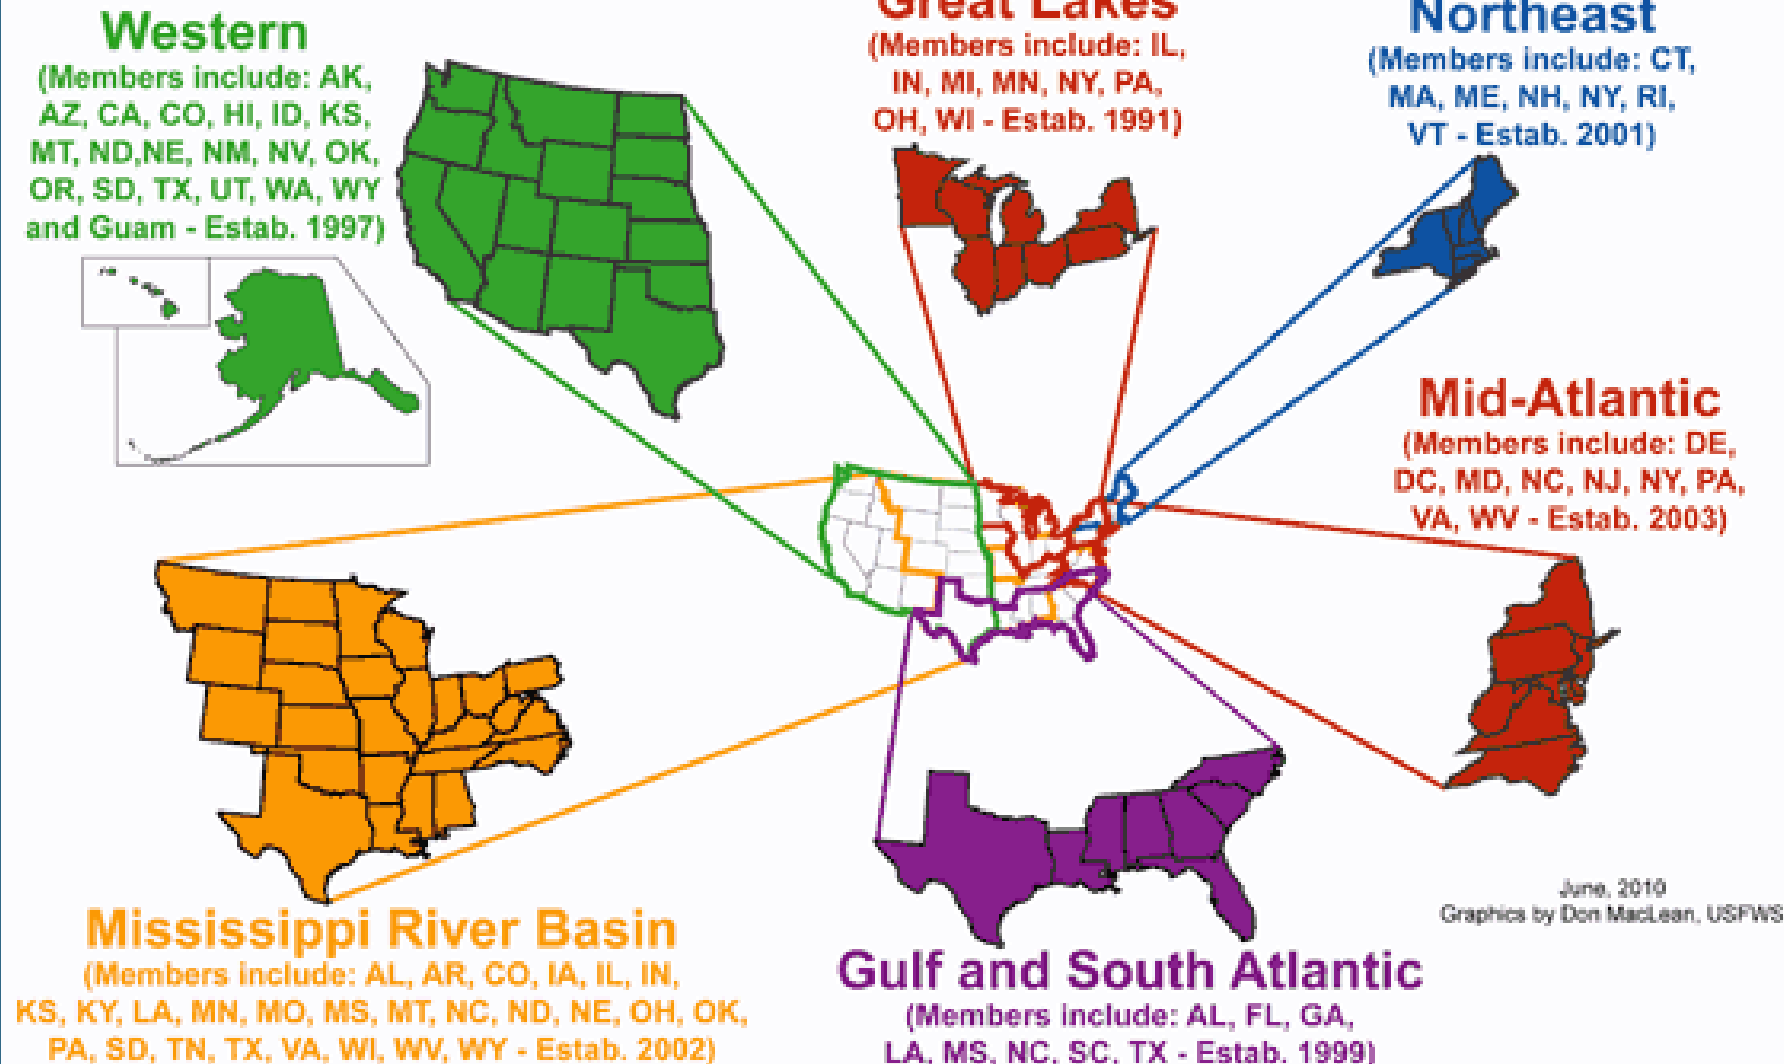 Western
(Members include: AK,
AZ, CA, CO, HI, ID, KS,
MT, ND,NE, NM, NV, OK,
OR, SD, TX, UT, WA, WY
and Guam - Estab. 1997)
Great Lakes
(Members include: IL,
IN, MI, MN, NY, PA,
OH, WI - Estab. 1991)
Northeast
(Members include: CT,
MA, ME, NH, NY, RI,
VT - Estab. 2001)
Mid-Atlantic
(Members include: DE,
DC, MD, NC, NJ, NY, PA,
VA, WV - Estab. 2003)
Mississippi River Basin
(Members include: AL, AR, CO, IA, IL, IN,
KS, KY, LA, MN, MO, MS, MT, NC, ND, NE, OH, OK,
PA, SD, TN, TX, VA, WI, WV, WY - Estab. 2002)
Gulf and South Atlantic
(Members include: AL, FL, GA,
LA, MS, NC, SC, TX - Estab. 1999)
June, 2010
Graphics by Don MacLean, USFWS